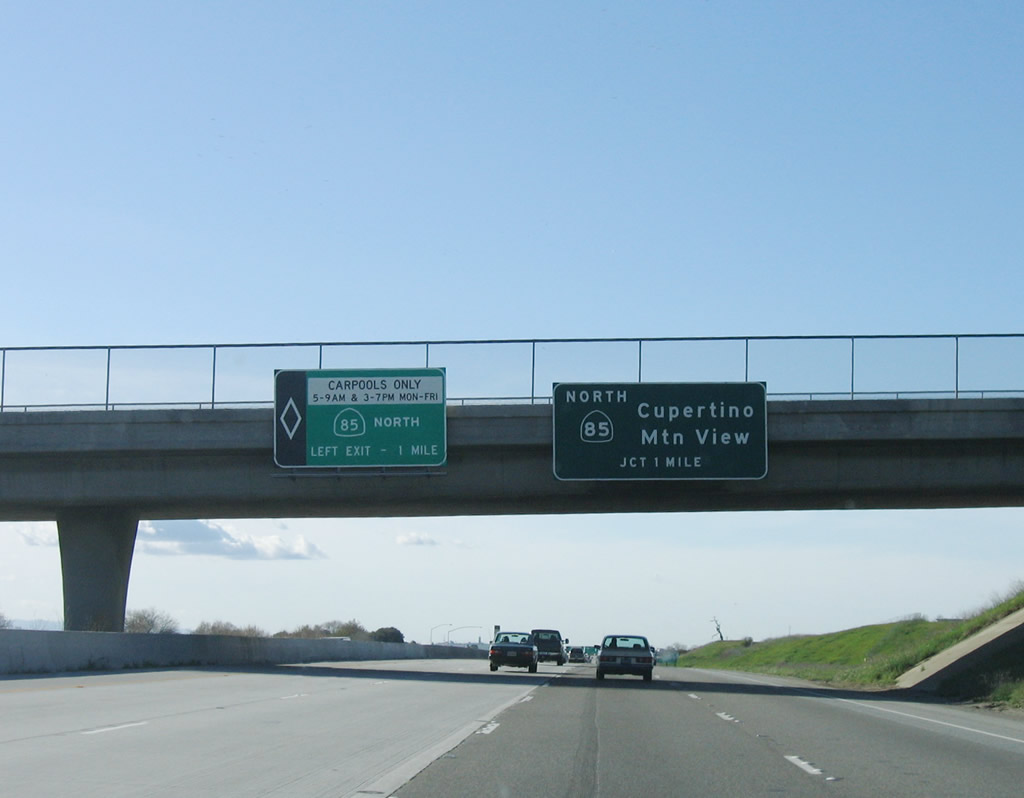 CARPOOLS ONLY
5-9AM & 3-7PM MON-FRI
85 NORTH
LEFT EXIT - 1 MILE
NORTH
85
Cupertino
Mtn View
JCT 1 MILE